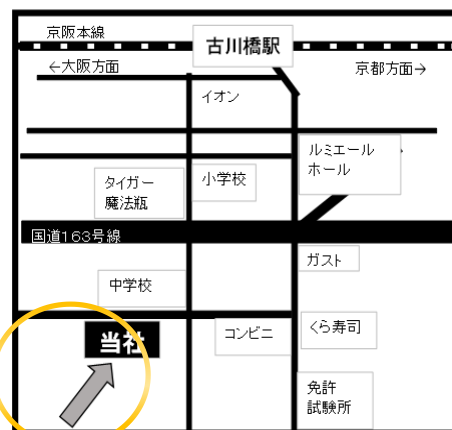 京阪本線
古川橋駅
←大阪方面
京都方面→
イオン
ルミエール
ホール
タイガー
魔法瓶
小学校
国道163号線
ガスト
中学校
当社
コンビニ
くら寿司
免許
試験所